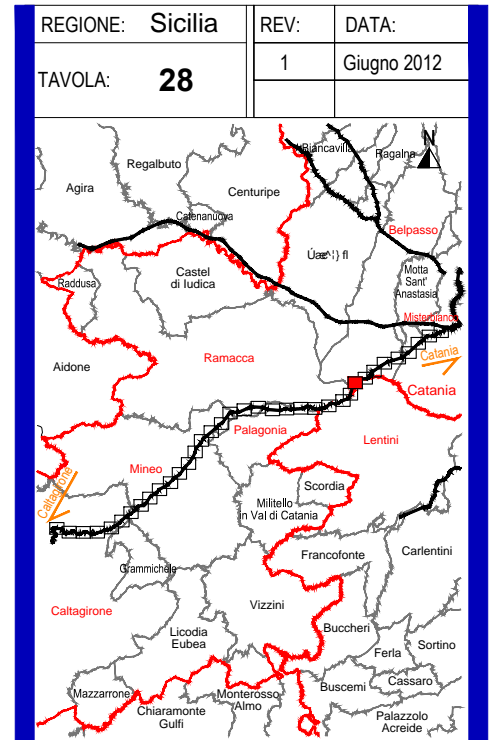 REGIONE: Sicilia
REV:
DATA:
TAVOLA: 28
1
Giugno 2012
N
Biancavilla
Ragalna
Regalbuto
Agira
Centuripe
Catenanuova
Belpasso
Motta
Sant'
Anastasia
Raddusa
Castel
di Iudica
Misterbianco
Catania
Ramacca
Aidone
Catania
Palagonia
Lentini
Mineo
Scordia
Caltagirone
Militello
in Val di Catania
Francofonte
Carlentini
Grammichele
Vizzini
Caltagirone
Licodia
Eubea
Buccheri
Ferla
Sortino
Cassaro
Buscemi
Mazzarrone
Monterosso
Almo
Chiaramonte
Gulfi
Palazzolo
Acreide